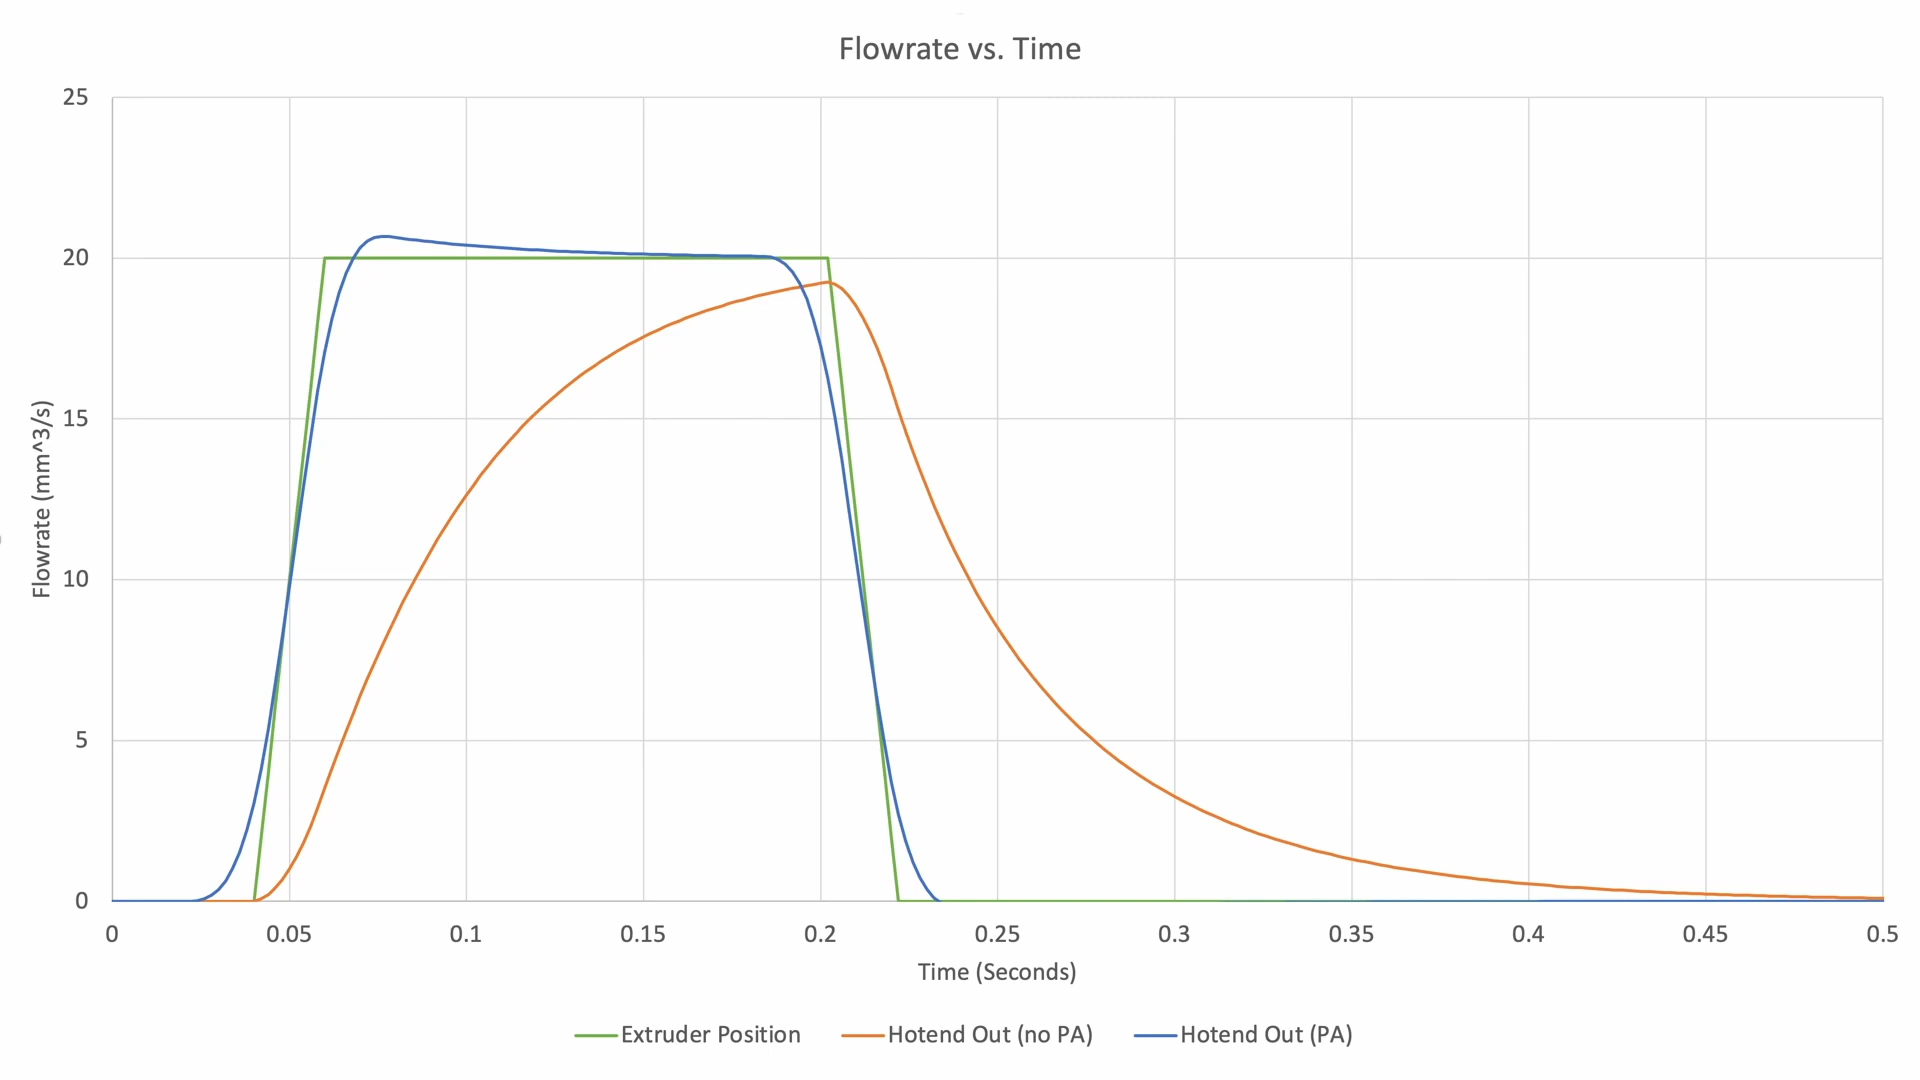 Flowrate vs. Time
25
20
15
10
5
0
Flowrate (mm^3/s)
0 0.05 0.1 0.15 0.2 0.25 0.3 0.35 0.4 0.45 0.5
Time (Seconds)
Extruder Position Hotend Out (no PA) Hotend Out (PA)